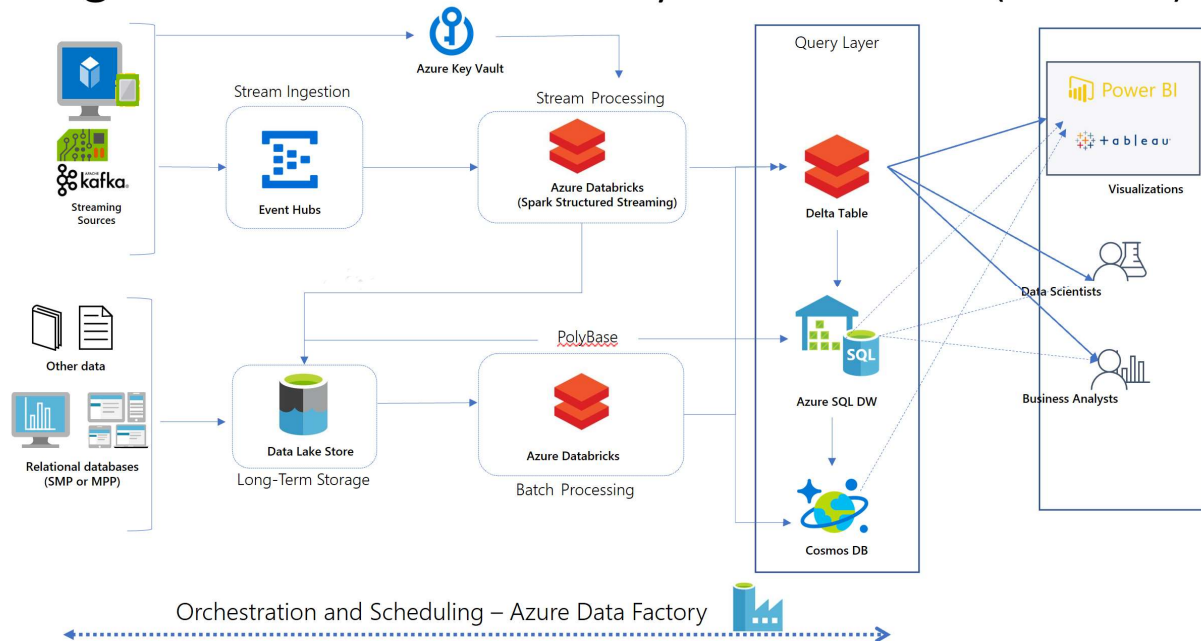 Azure Key Vault
Query Layer
Stream Ingestion
Stream Processing
Power BI
+ableau
Visualizations
APACHE
kafka
Streaming
Sources
Event Hubs
Azure Databricks
(Spark Structured Streaming)
Delta Table
Data Scientists
Other data
PolyBase
SQL
Azure SQL DW
Business Analysts
Relational databases
(SMP or MPP)
Data Lake Store
Long-Term Storage
Azure Databricks
Batch Processing
Cosmos DB
Orchestration and Scheduling – Azure Data Factory